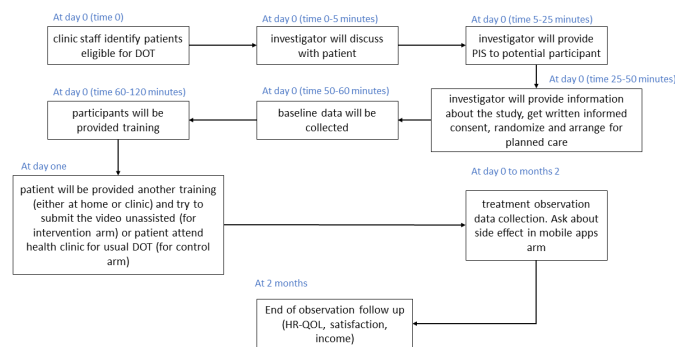 At day 0 (time 0)
clinic staff identify patients
eligible for DOT
At day 0 (time 0-5 minutes)
investigator will discuss
with patient
At day 0 (time 5-25 minutes)
investigator will provide
PIS to potential participant
At day 0 (time 25-50 minutes)
investigator will provide information
about the study, get written informed
consent, randomize and arrange for
planned care
At day 0 (time 50-60 minutes)
baseline data will be
collected
At day 0 (time 60-120 minutes)
participants will be
provided training
At day one
patient will be provided another training
(either at home or clinic) and try to
submit the video unassisted (for
intervention arm) or patient attend
health clinic for usual DOT (for control
arm)
At day 0 to months 2
treatment observation
data collection. Ask about
side effect in mobile apps
arm
At 2 months
End of observation follow up
(HR-QOL, satisfaction,
income)